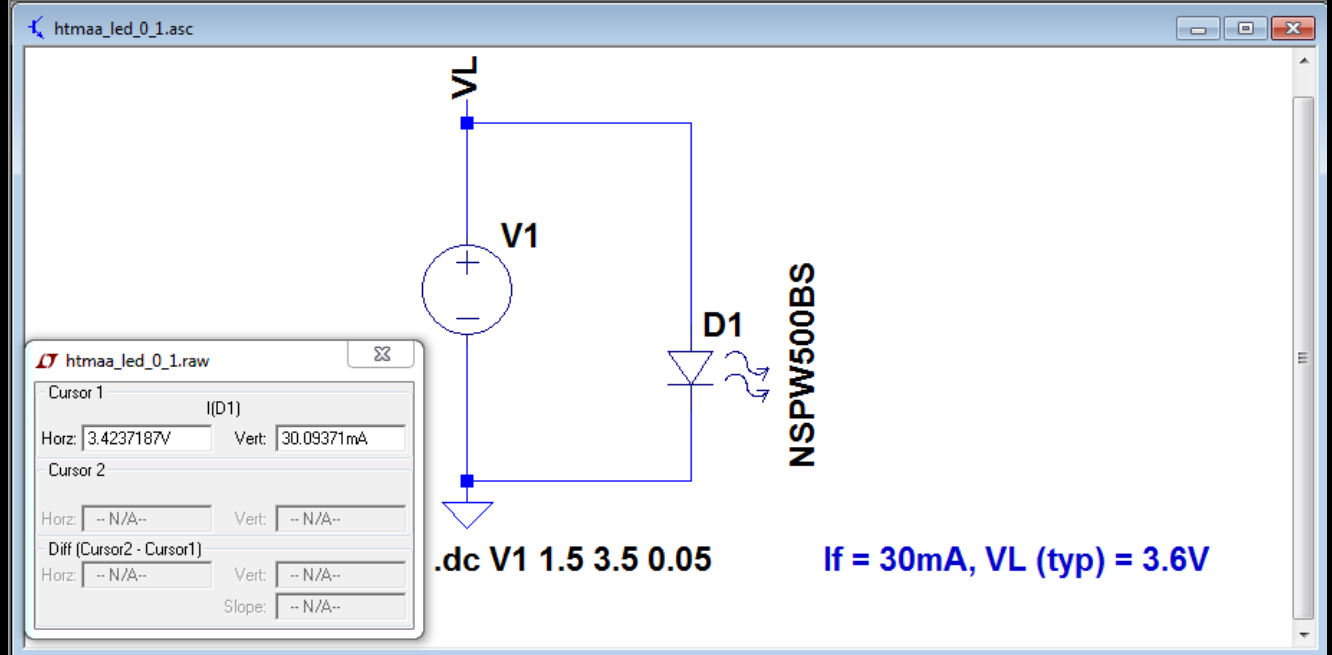 htmaa_led_0_1.asc
VL
V1
D1
NSPW500BS
htmaa_led_0_1.raw
Cursor 1
I(D1)
Horz: 3.4237187V Vert: 30.09371mA
Cursor 2
Horz: -- N/A-- Vert: -- N/A--
Diff (Cursor2 - Cursor1)
Horz: -- N/A-- Vert: -- N/A--
Slope: -- N/A--
.dc V1 1.5 3.5 0.05
If = 30mA, VL (typ) = 3.6V